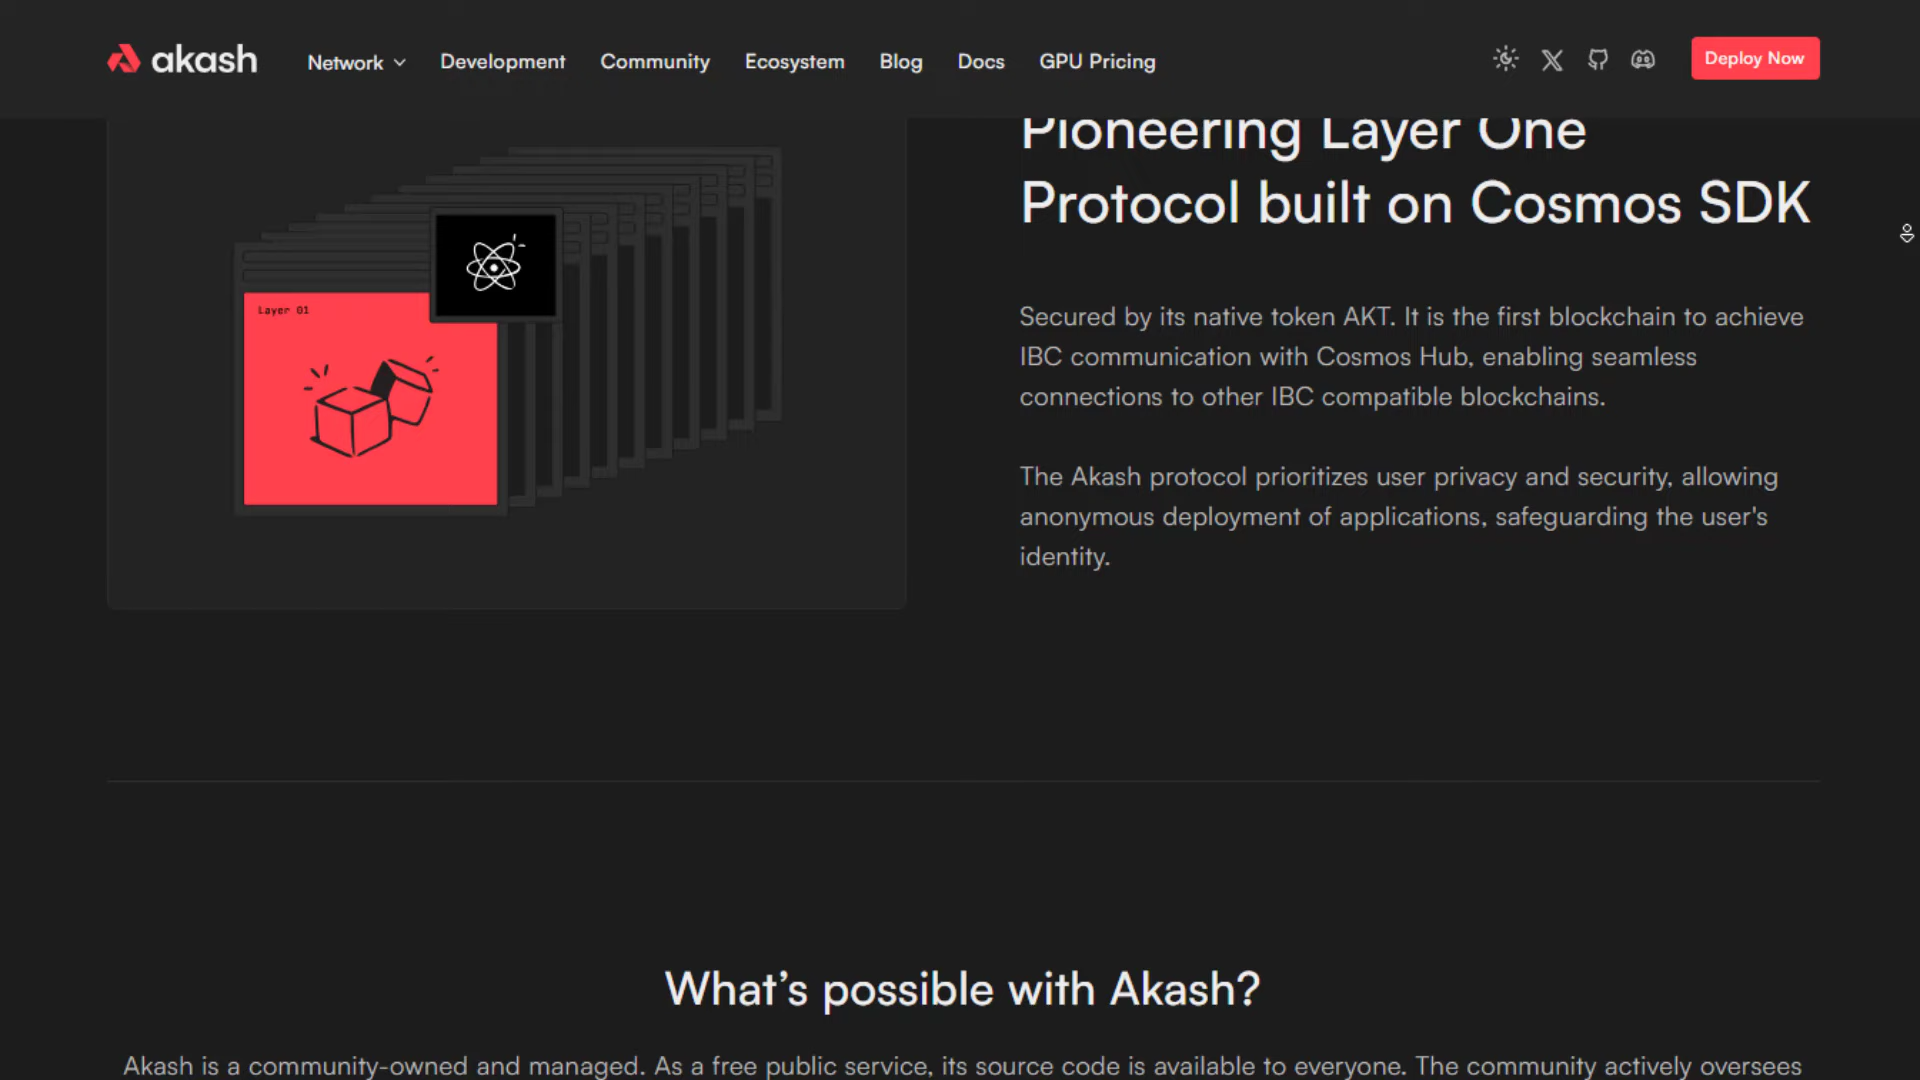 akash
Network
Development
Community
Ecosystem
Blog
Docs
GPU Pricing
Deploy Now
Pioneering Layer One
Protocol built on Cosmos SDK
Layer 01
Secured by its native token AKT. It is the first blockchain to achieve
IBC communication with Cosmos Hub, enabling seamless
connections to other IBC compatible blockchains.
The Akash protocol prioritizes user privacy and security, allowing
anonymous deployment of applications, safeguarding the user's
identity.
What’s possible with Akash?
Akash is a community-owned and managed. As a free public service, its source code is available to everyone. The community actively oversees